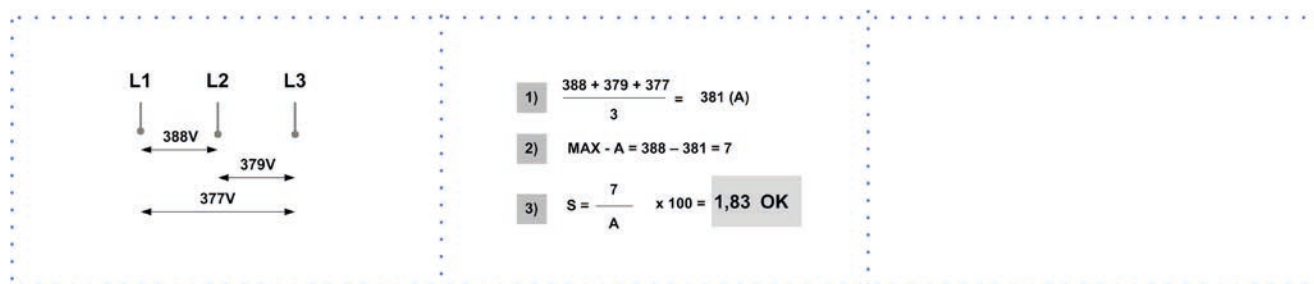 L1 L2 L3
388V
379V
377V
1) 388 + 379 + 377
3
= 381 (A)
2) MAX - A = 388 – 381 = 7
3) S = 7
A
x 100 = 1,83 OK